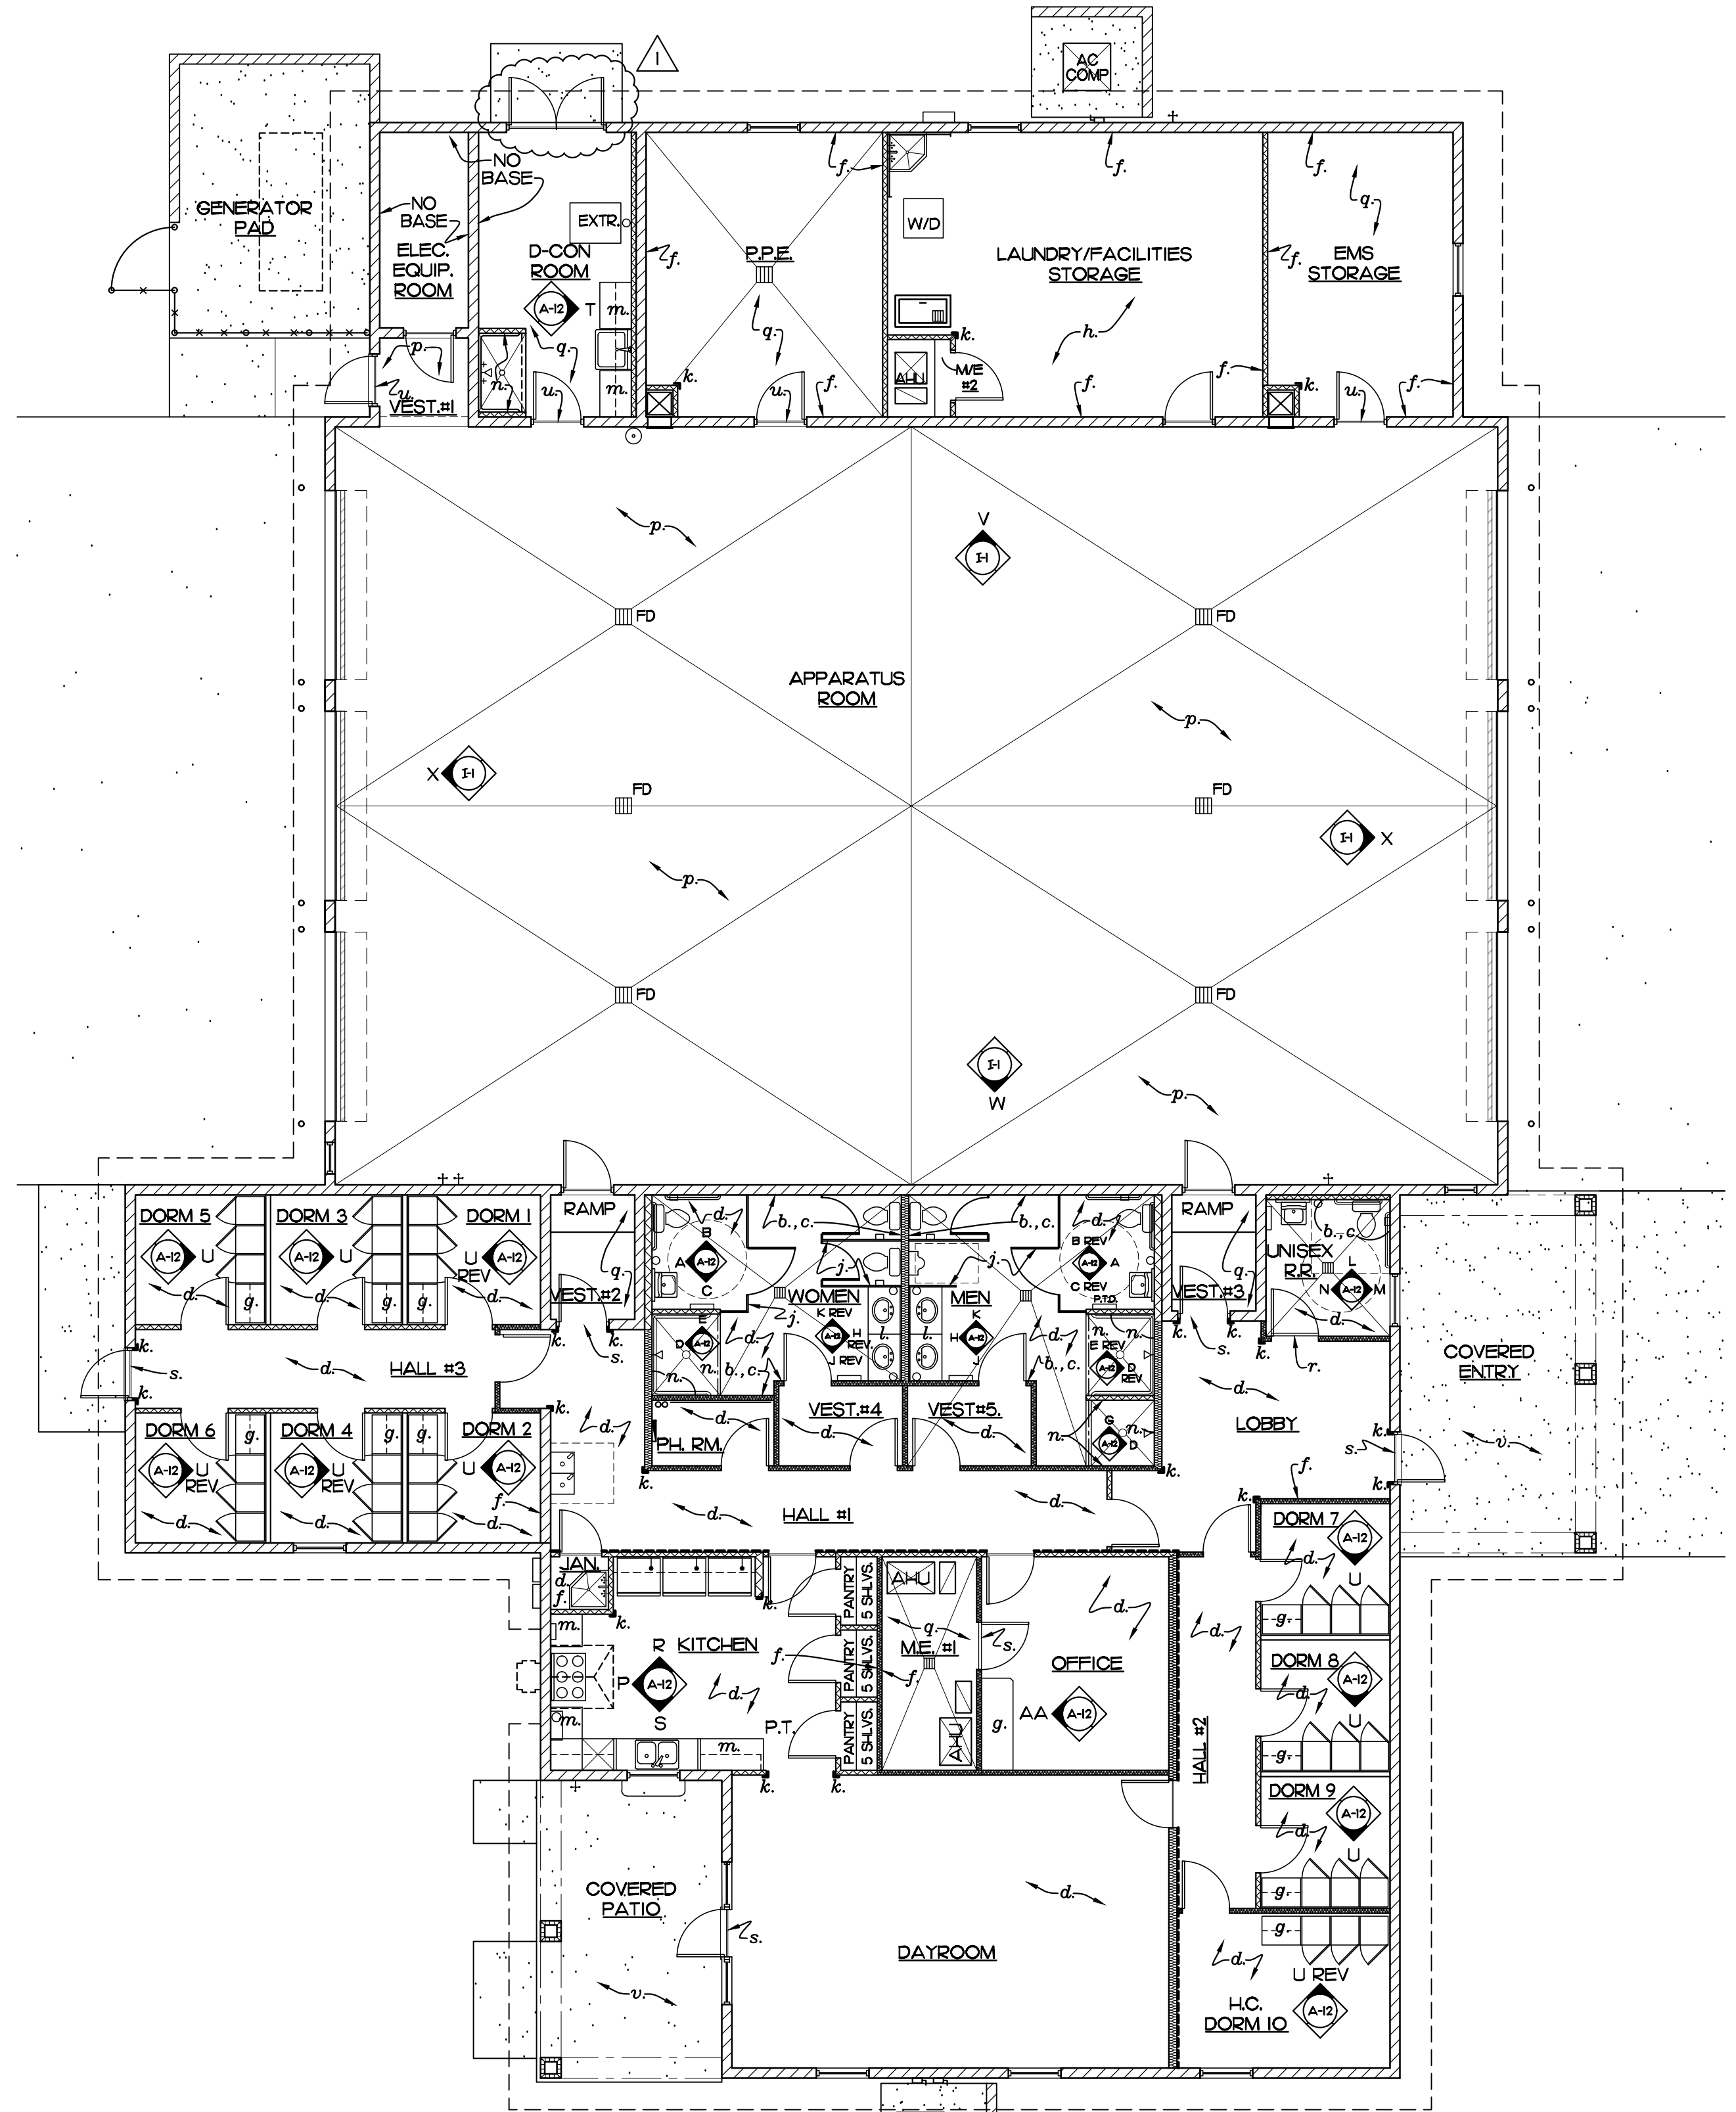 1
AC
COMP
GENERATOR
PAD
NO
BASE
NO
BASE
ELEC.
EQUIP.
ROOM
D-CON
ROOM
EXTR.
A-12
T
m.
m.
q.
n.
u.
p.
u.
VEST.#1
f.
P.P.E.
q.
k.
u.
f.
f.
W/D
LAUNDRY/FACILITIES
STORAGE
f.
h.
k.
AHU
M/E
#2
f.
f.
f.
EMS
STORAGE
f.
q.
k.
u.
f.
p.
V
I-1
FD
FD
APPARATUS
ROOM
p.
X
I-1
FD
FD
I-1
X
p.
FD
FD
I-1
W
p.
DORM 5
DORM 3
DORM 1
A-12
U
A-12
U
U
REV
A-12
d.
g.
d.
g.
g.
d.
RAMP
q.
VEST.#2
k.
k.
s.
k.
s.
k.
d.
HALL #3
k.
DORM 6
DORM 4
DORM 2
g.
g.
g.
A-12
U
REV
A-12
U
REV
U
A-12
f.
d.
d.
d.
d.
d.
B
A
A-12
C
b.,c.
j.
WOMEN
K REV
A-12
H
REV.
J REV
l.
j.
E
D
A-12
n.
n.
d.
b.,c.
b.,c.
j.
MEN
K
H
A-12
J
l.
d.
B REV
A-12
A
C REV
P.T.D.
d.
b.,c.
n.
n.
E REV
A-12
D
REV
G
A-12
D
n.
n.
PH. RM.
d.
VEST.#4
d.
VEST#5.
d.
k.
k.
RAMP
VEST.#3
q.
k.
k.
s.
UNISEX
R.R.
b.,c.
L
N
A-12
M
d.
k.
r.
d.
LOBBY
COVERED
ENTRY
k.
s.
k.
v.
f.
k.
d.
HALL #1
d.
JAN.
d.
f.
k.
k.
m.
R
KITCHEN
P
A-12
S
d.
m.
m.
P.T.
k.
k.
PANTRY
5 SHLVS.
PANTRY
5 SHLVS.
PANTRY
5 SHLVS.
f.
f.
AHU
q.
M.E. #1
AHU
s.
OFFICE
d.
AA
A-12
g.
HALL #2
d.
DORM 7
A-12
d.
U
g.
DORM 8
A-12
d.
U
g.
DORM 9
A-12
d.
U
g.
g.
d.
U REV
A-12
H.C.
DORM 10
COVERED
PATIO
s.
v.
DAYROOM
d.